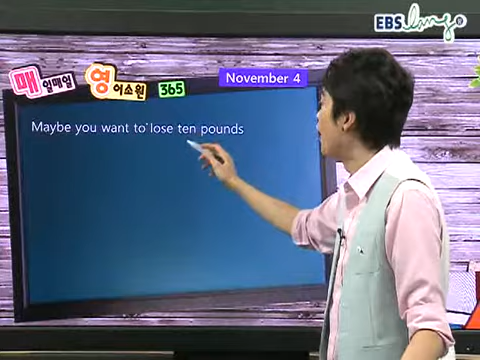 EBS lang
November 4
매일매일 영어소원 365
Maybe you want to lose ten pounds